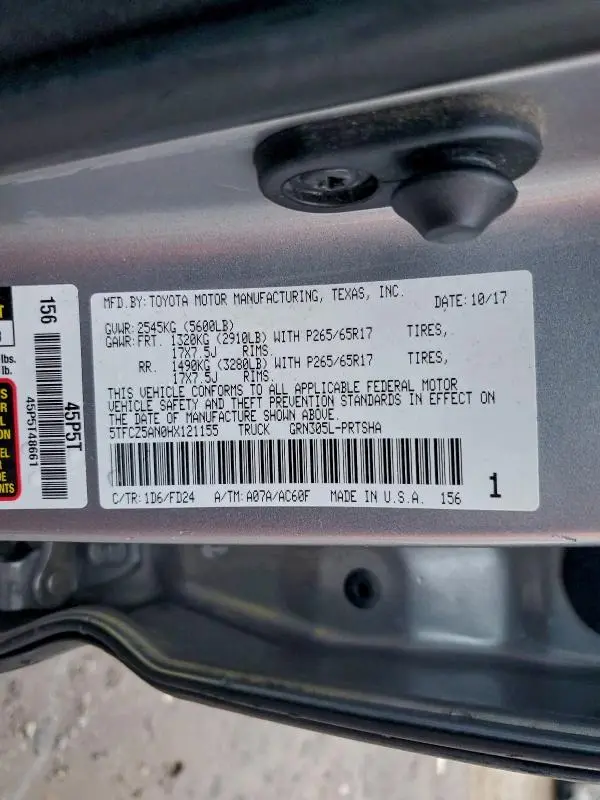 MFD.BY: TOYOTA MOTOR MANUFACTURING, TEXAS, INC. DATE: 10/17
GVWR: 2545KG (5600LB)
GAWR: FRT. 1320KG (2910LB) WITH P265/65R17 TIRES,
17X7.5J RIMS.
RR. 1490KG (3280LB) WITH P265/65R17 TIRES,
17X7.5J RIMS.
THIS VEHICLE CONFORMS TO ALL APPLICABLE FEDERAL MOTOR
VEHICLE SAFETY AND THEFT PREVENTION STANDARDS IN EFFECT ON
THE DATE OF MANUFACTURE SHOWN ABOVE.
5TFCZ5AN0HX121155 TRUCK GRN305L-PRTSHA
C/TR: 1D6/FD24 A/TM: A07A/AC60F MADE IN U.S.A. 156 1
156
45P5T
45P5T48661
lbs.
lb.